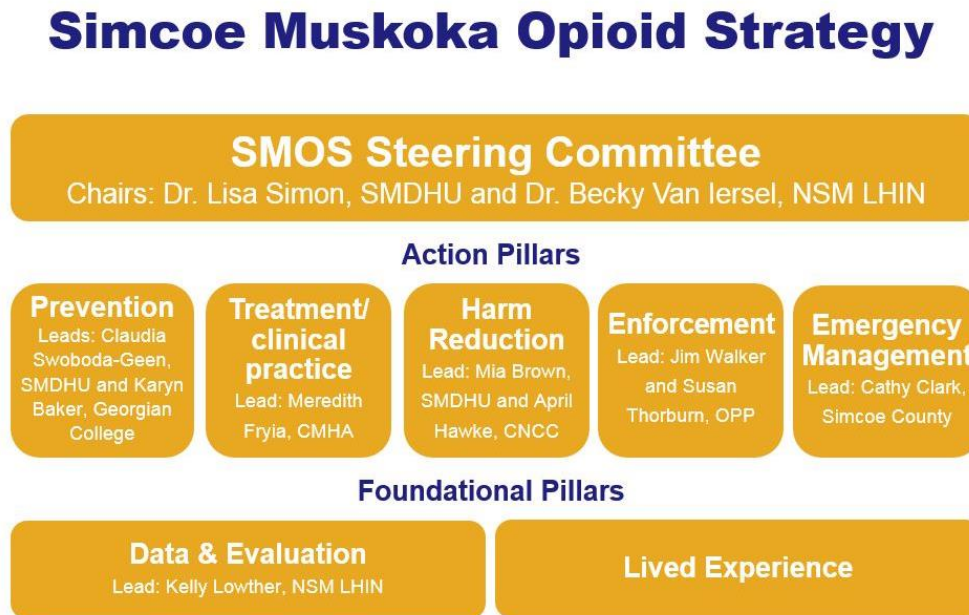 Simcoe Muskoka Opioid Strategy
SMOS Steering Committee
Chairs: Dr. Lisa Simon, SMDHU and Dr. Becky Van Iersel, NSM LHIN
Action Pillars
Prevention
Leads: Claudia
Swoboda-Geen,
SMDHU and Karyn
Baker, Georgian
College
Treatment/
clinical
practice
Lead: Meredith
Fryia, CMHA
Harm
Reduction
Lead: Mia Brown,
SMDHU and April
Hawke, CNCC
Enforcement
Lead: Jim Walker
and Susan
Thorburn, OPP
Emergency
Management
Lead: Cathy Clark,
Simcoe County
Foundational Pillars
Data & Evaluation
Lead: Kelly Lowther, NSM LHIN
Lived Experience